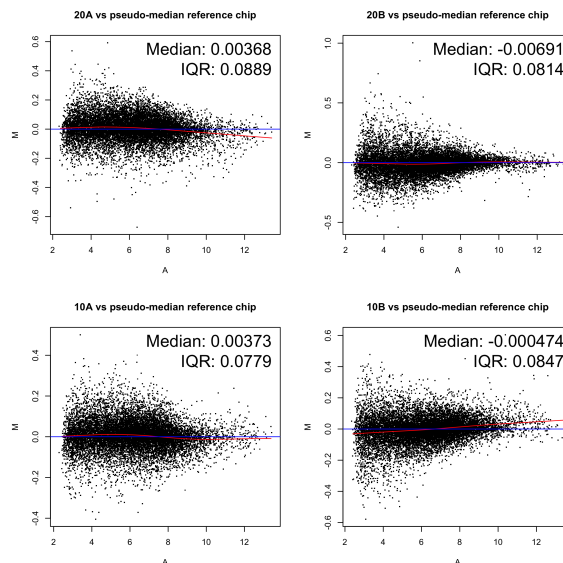 20A vs pseudo-median reference chip
Median: 0.00368
IQR: 0.0889
0.6
0.4
0.2
0.0
-0.2
-0.4
-0.6
M
2 4 6 8 10 12
A
20B vs pseudo-median reference chip
Median: -0.00691
IQR: 0.0814
1.0
0.5
0.0
-0.5
M
2 4 6 8 10 12
A
10A vs pseudo-median reference chip
Median: 0.00373
IQR: 0.0779
0.4
0.2
0.0
-0.2
-0.4
M
2 4 6 8 10 12
A
10B vs pseudo-median reference chip
Median: -0.000474
IQR: 0.0847
0.6
0.4
0.2
0.0
-0.2
-0.4
-0.6
M
2 4 6 8 10 12
A